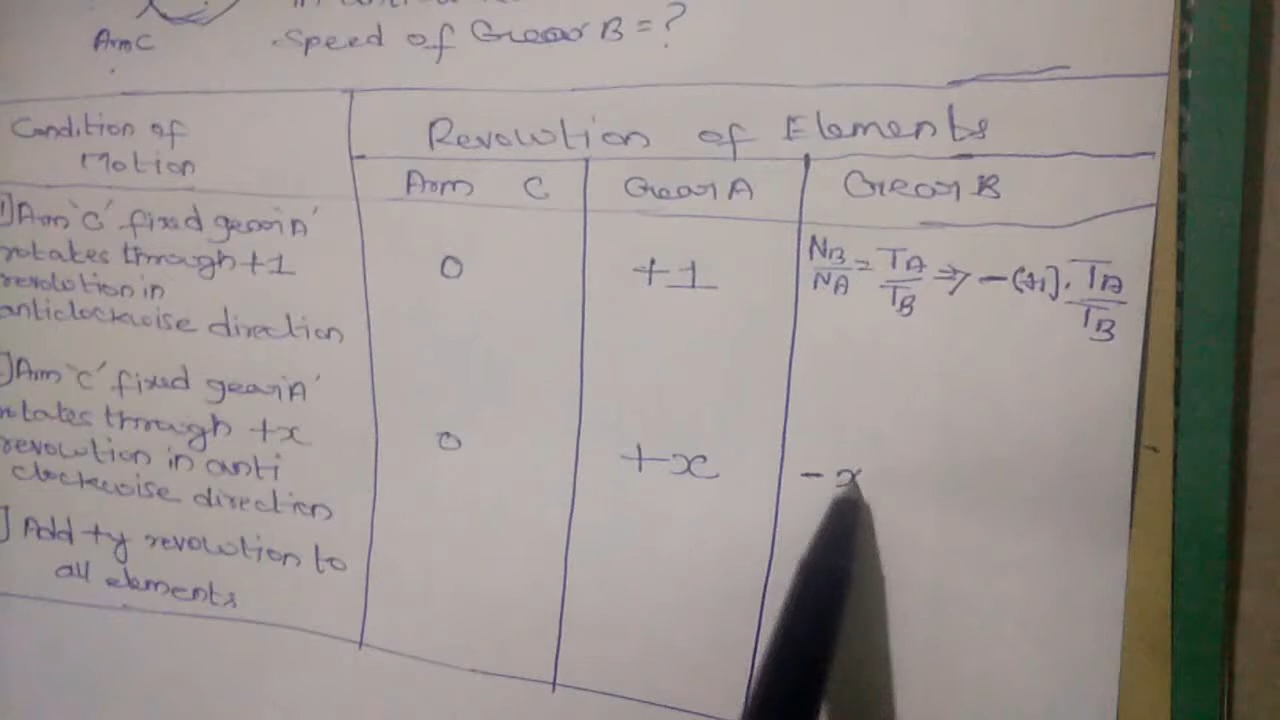 Arm C
Speed of Gear B = ?
Condition of
Motion
Revolution of Elements
Arm C
Gear A
Gear B
1) Arm 'C' fixed gear 'A'
rotates through +1
revolution in
anticlockwise direction
0
+1
NB/NA = TA/TB ⇒ -(+1). TA/TB
] Arm 'C' fixed gear 'A'
rotates through +x
revolution in anti
clockwise direction
0
+x
-x
] Add +y revolution to
all elements